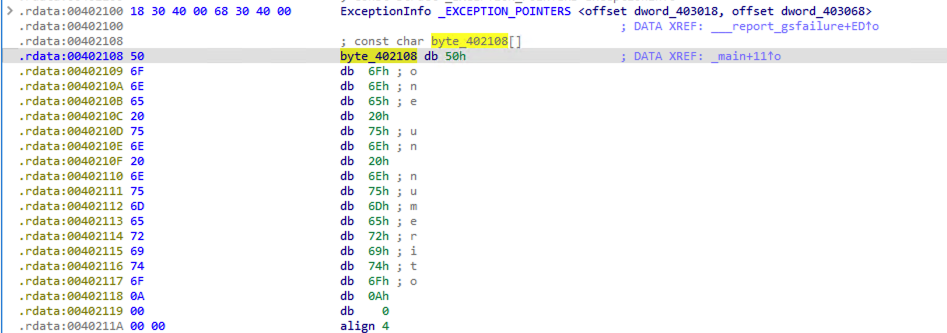 .rdata:00402100 18 30 40 00 68 30 40 00 ExceptionInfo _EXCEPTION_POINTERS <offset dword_403018, offset dword_403068>
.rdata:00402100 ; DATA XREF: ___report_gsfailure+ED↑o
.rdata:00402108 ; const char byte_402108[]
.rdata:00402108 50 byte_402108 db 50h ; DATA XREF: _main+11↑o
.rdata:00402109 6F db 6Fh ; o
.rdata:0040210A 6E db 6Eh ; n
.rdata:0040210B 65 db 65h ; e
.rdata:0040210C 20 db 20h
.rdata:0040210D 75 db 75h ; u
.rdata:0040210E 6E db 6Eh ; n
.rdata:0040210F 20 db 20h
.rdata:00402110 6E db 6Eh ; n
.rdata:00402111 75 db 75h ; u
.rdata:00402112 6D db 6Dh ; m
.rdata:00402113 65 db 65h ; e
.rdata:00402114 72 db 72h ; r
.rdata:00402115 69 db 69h ; i
.rdata:00402116 74 db 74h ; t
.rdata:00402117 6F db 6Fh ; o
.rdata:00402118 0A db 0Ah
.rdata:00402119 00 db 0
.rdata:0040211A 00 00 align 4